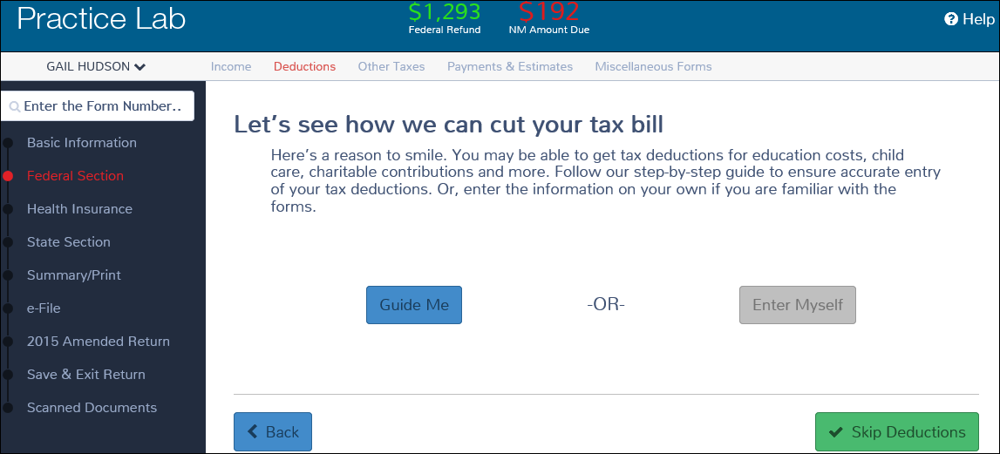 Practice Lab
$1,293
Federal Refund
$192
NM Amount Due
Help
GAIL HUDSON
Income
Deductions
Other Taxes
Payments & Estimates
Miscellaneous Forms
Enter the Form Number..
Basic Information
Federal Section
Health Insurance
State Section
Summary/Print
e-File
2015 Amended Return
Save & Exit Return
Scanned Documents
Let's see how we can cut your tax bill
Here's a reason to smile. You may be able to get tax deductions for education costs, child
care, charitable contributions and more. Follow our step-by-step guide to ensure accurate entry
of your tax deductions. Or, enter the information on your own if you are familiar with the
forms.
Guide Me
-OR-
Enter Myself
Back
Skip Deductions